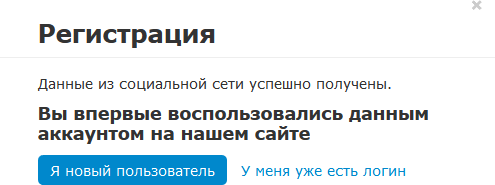 Регистрация
Данные из социальной сети успешно получены.
Вы впервые воспользовались данным
аккаунтом на нашем сайте
Я новый пользователь У меня уже есть логин